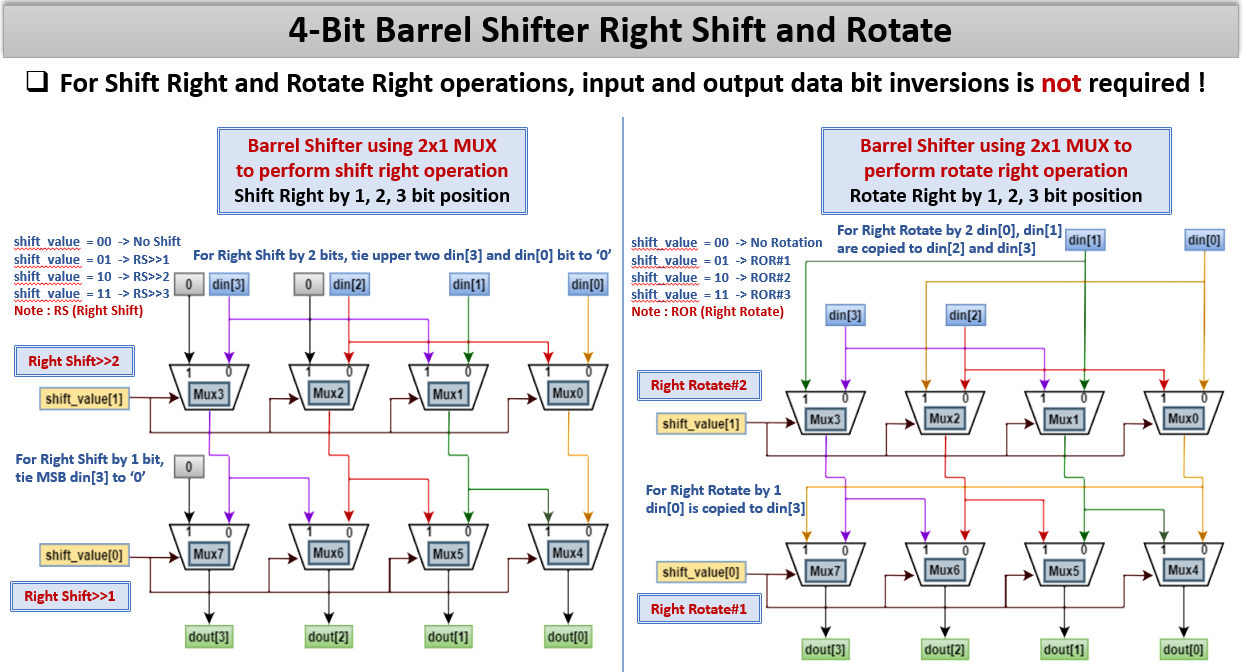 4-Bit Barrel Shifter Right Shift and Rotate
For Shift Right and Rotate Right operations, input and output data bit inversions is not required !
Barrel Shifter using 2x1 MUX
to perform shift right operation
Shift Right by 1, 2, 3 bit position
shift_value = 00 -> No Shift
shift_value = 01 -> RS>>1
shift_value = 10 -> RS>>2
shift_value = 11 -> RS>>3
Note : RS (Right Shift)
For Right Shift by 2 bits, tie upper two din[3] and din[0] bit to ‘0’
0 din[3] 0 din[2] din[1] din[0]
Right Shift>>2
1 0 1 0 1 0 1 0
Mux3 Mux2 Mux1 Mux0
shift_value[1]
For Right Shift by 1 bit,
tie MSB din[3] to ‘0’
0
1 0 1 0 1 0 1 0
shift_value[0]
Mux7 Mux6 Mux5 Mux4
Right Shift>>1
dout[3] dout[2] dout[1] dout[0]
Barrel Shifter using 2x1 MUX to
perform rotate right operation
Rotate Right by 1, 2, 3 bit position
shift_value = 00 -> No Rotation
shift_value = 01 -> ROR#1
shift_value = 10 -> ROR#2
shift_value = 11 -> ROR#3
Note : ROR (Right Rotate)
For Right Rotate by 2 din[0], din[1]
are copied to din[2] and din[3]
din[1] din[0]
din[3] din[2]
Right Rotate#2
1 0 1 0 1 0 1 0
Mux3 Mux2 Mux1 Mux0
shift_value[1]
For Right Rotate by 1
din[0] is copied to din[3]
1 0 1 0 1 0 1 0
shift_value[0]
Mux7 Mux6 Mux5 Mux4
Right Rotate#1
dout[3] dout[2] dout[1] dout[0]